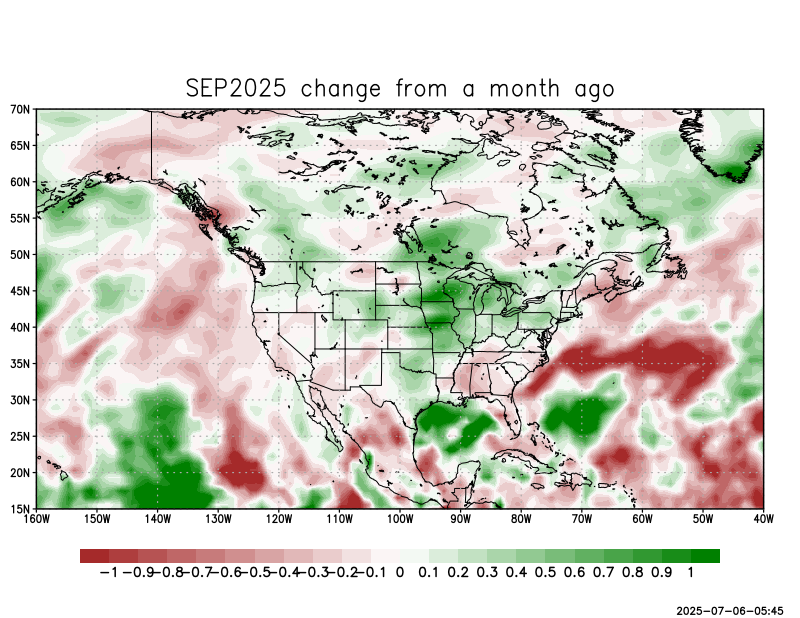 SEP2025 change from a month ago
70N
65N
60N
55N
50N
45N
40N
35N
30N
25N
20N
15N
160W 150W 140W 130W 120W 110W 100W 90W 80W 70W 60W 50W 40W
-1 -0.9 -0.8 -0.7 -0.6 -0.5 -0.4 -0.3 -0.2 -0.1 0 0.1 0.2 0.3 0.4 0.5 0.6 0.7 0.8 0.9 1
2025-07-06-05:45